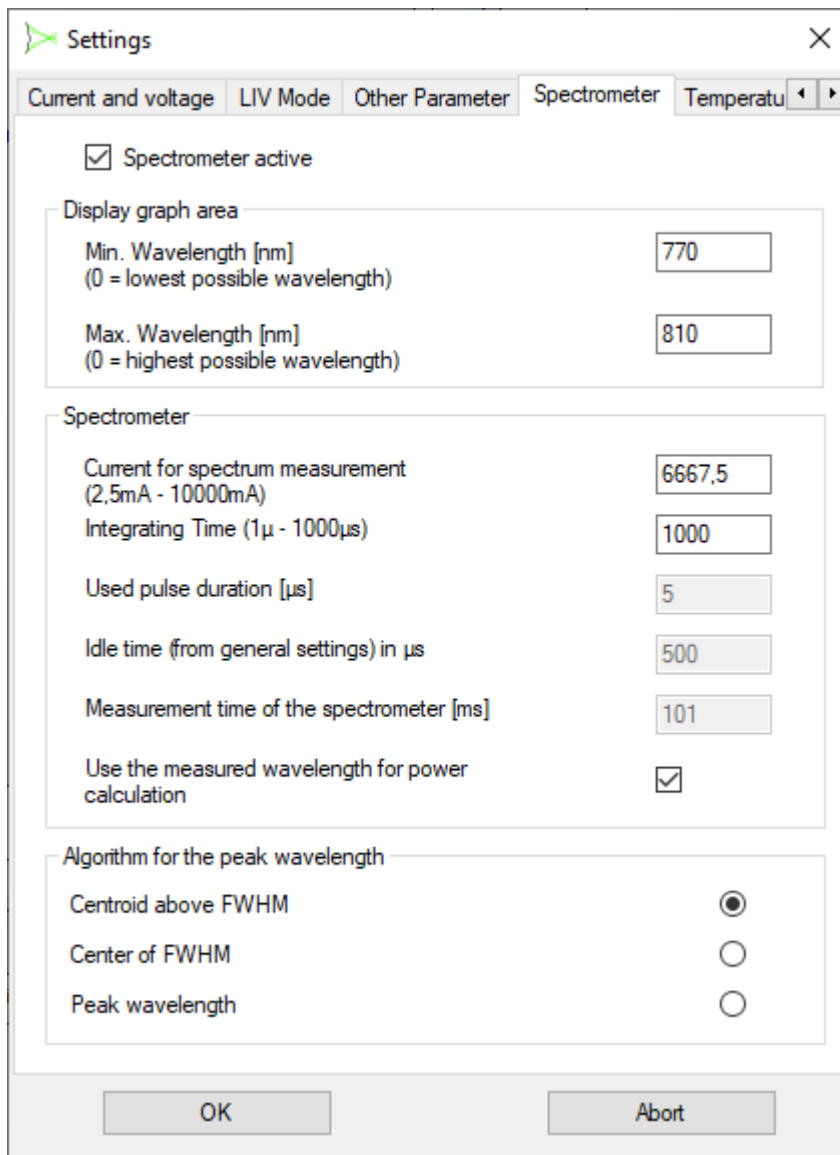 Settings
Current and voltage LIV Mode Other Parameter Spectrometer Temperatu
Spectrometer active
Display graph area
Min. Wavelength [nm] 770
(0 = lowest possible wavelength)
Max. Wavelength [nm] 810
(0 = highest possible wavelength)
Spectrometer
Current for spectrum measurement 6667,5
(2,5mA - 10000mA)
Integrating Time (1µ - 1000µs) 1000
Used pulse duration [µs] 5
Idle time (from general settings) in µs 500
Measurement time of the spectrometer [ms] 101
Use the measured wavelength for power
calculation
Algorithm for the peak wavelength
Centroid above FWHM
Center of FWHM
Peak wavelength
OK Abort